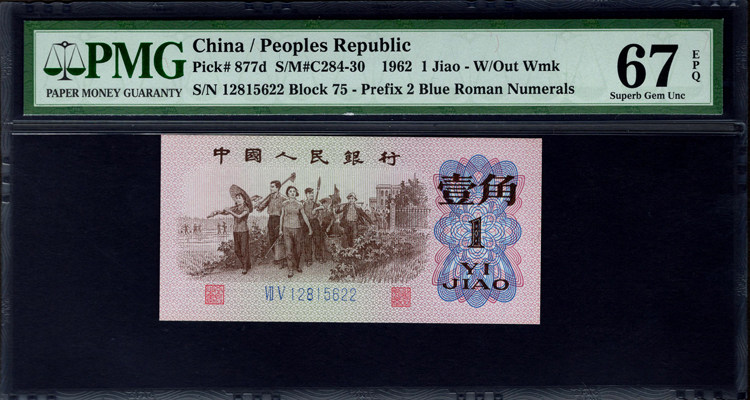 PMG
PAPER MONEY GUARANTY
China / Peoples Republic
Pick# 877d S/M#C284-30 1962 1 Jiao - W/Out Wmk
S/N 12815622 Block 75 - Prefix 2 Blue Roman Numerals
67
EPQ
Superb Gem Unc
中國人民銀行
壹角
1
YI
JIAO
Ⅶ Ⅴ 12815622